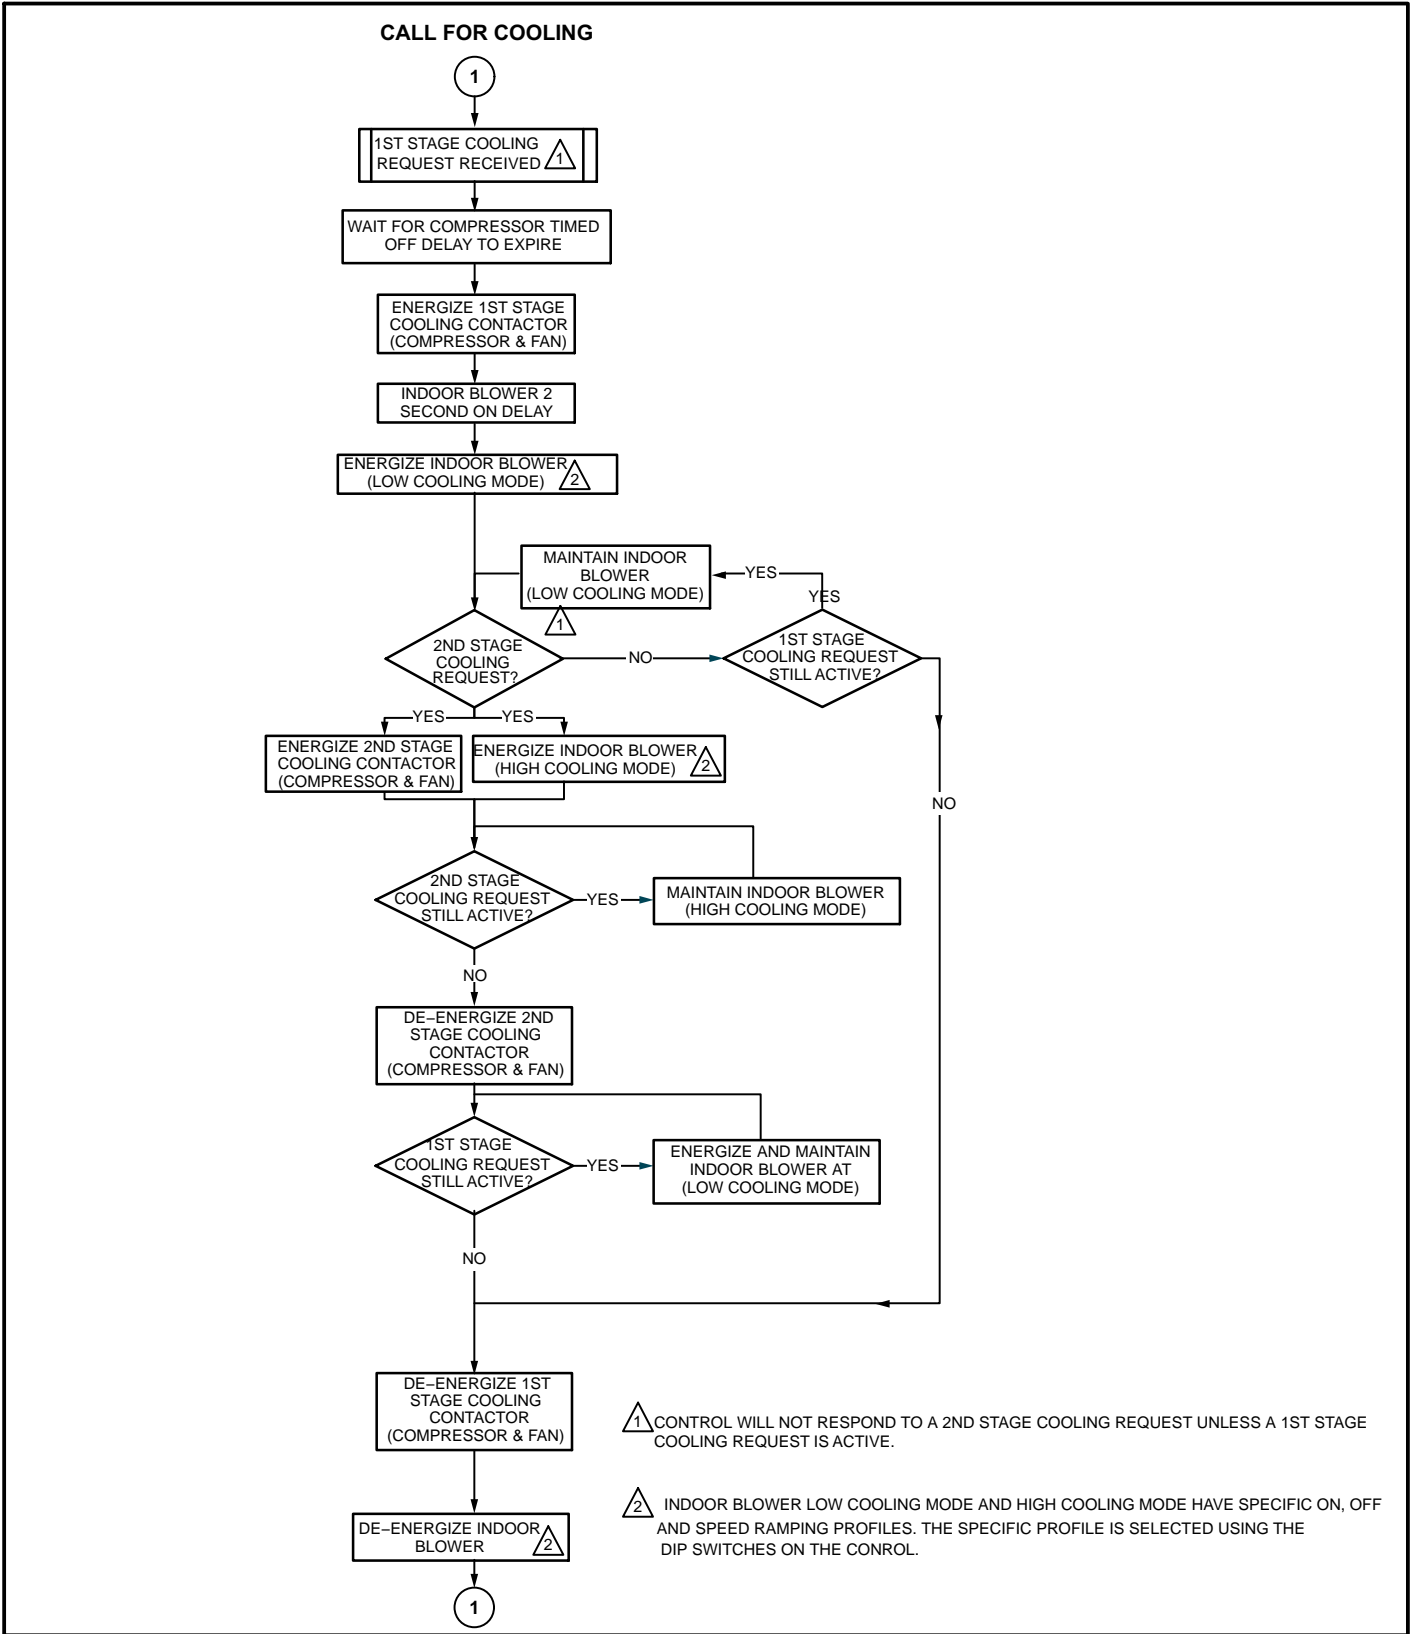 CALL FOR COOLING
1
1ST STAGE COOLING
REQUEST RECEIVED 1
WAIT FOR COMPRESSOR TIMED
OFF DELAY TO EXPIRE
ENERGIZE 1ST STAGE
COOLING CONTACTOR
(COMPRESSOR & FAN)
INDOOR BLOWER 2
SECOND ON DELAY
ENERGIZE INDOOR BLOWER
(LOW COOLING MODE) 2
MAINTAIN INDOOR
BLOWER
(LOW COOLING MODE)
1
YES
YES
2ND STAGE
COOLING
REQUEST?
NO
1ST STAGE
COOLING REQUEST
STILL ACTIVE?
YES
YES
ENERGIZE 2ND STAGE
COOLING CONTACTOR
(COMPRESSOR & FAN)
ENERGIZE INDOOR BLOWER
(HIGH COOLING MODE) 2
NO
2ND STAGE
COOLING REQUEST
STILL ACTIVE?
YES
MAINTAIN INDOOR BLOWER
(HIGH COOLING MODE)
NO
DE–ENERGIZE 2ND
STAGE COOLING
CONTACTOR
(COMPRESSOR & FAN)
1ST STAGE
COOLING REQUEST
STILL ACTIVE?
YES
ENERGIZE AND MAINTAIN
INDOOR BLOWER AT
(LOW COOLING MODE)
NO
DE–ENERGIZE 1ST
STAGE COOLING
CONTACTOR
(COMPRESSOR & FAN)
1 CONTROL WILL NOT RESPOND TO A 2ND STAGE COOLING REQUEST UNLESS A 1ST STAGE
COOLING REQUEST IS ACTIVE.
2 INDOOR BLOWER LOW COOLING MODE AND HIGH COOLING MODE HAVE SPECIFIC ON, OFF
AND SPEED RAMPING PROFILES. THE SPECIFIC PROFILE IS SELECTED USING THE
DIP SWITCHES ON THE CONROL.
DE–ENERGIZE INDOOR
BLOWER 2
1